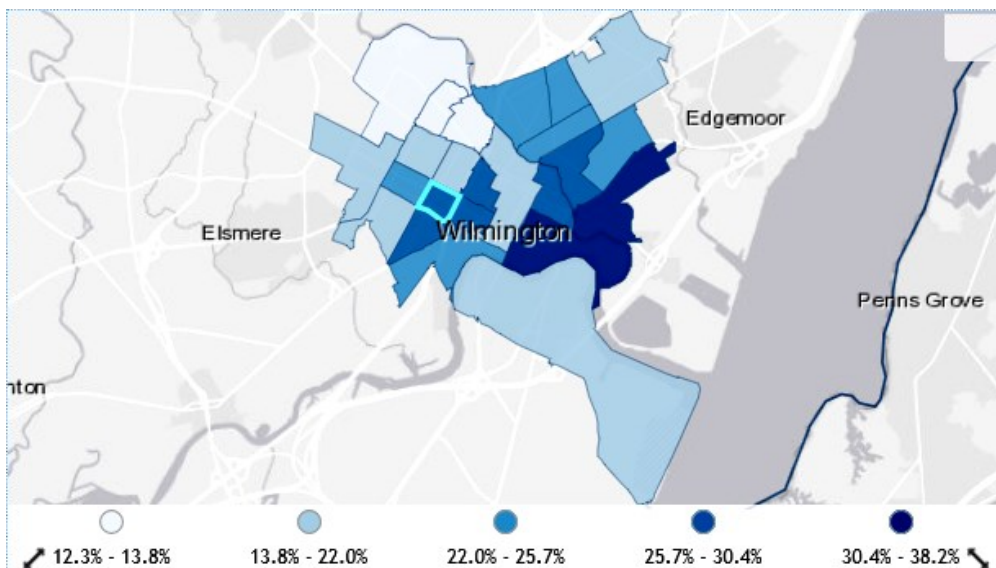 Edgemoor
Elsmere
Wilmington
Penns Grove
nton
12.3% - 13.8%
13.8% - 22.0%
22.0% - 25.7%
25.7% - 30.4%
30.4% - 38.2%